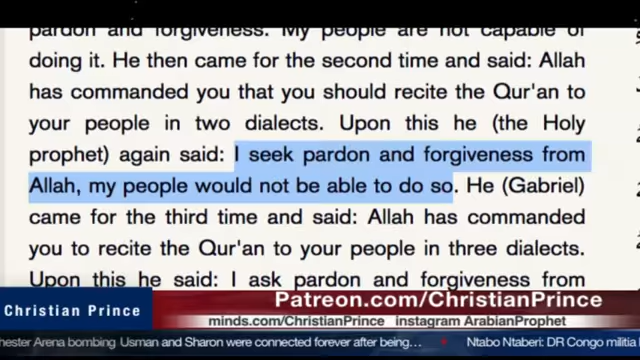 pardon and forgiveness. My people are not capable of
doing it. He then came for the second time and said: Allah
has commanded you that you should recite the Qur'an to
your people in two dialects. Upon this he (the Holy
prophet) again said: I seek pardon and forgiveness from
Allah, my people would not be able to do so. He (Gabriel)
came for the third time and said: Allah has commanded
you to recite the Qur'an to your people in three dialects.
Upon this he said: I ask pardon and forgiveness from
Christian Prince
Patreon.com/ChristianPrince
minds.com/ChristianPrince instagram ArabianProphet
hester Arena bombing Usman and Sharon were connected forever after being...
Ntabo Ntaberi: DR Congo militia